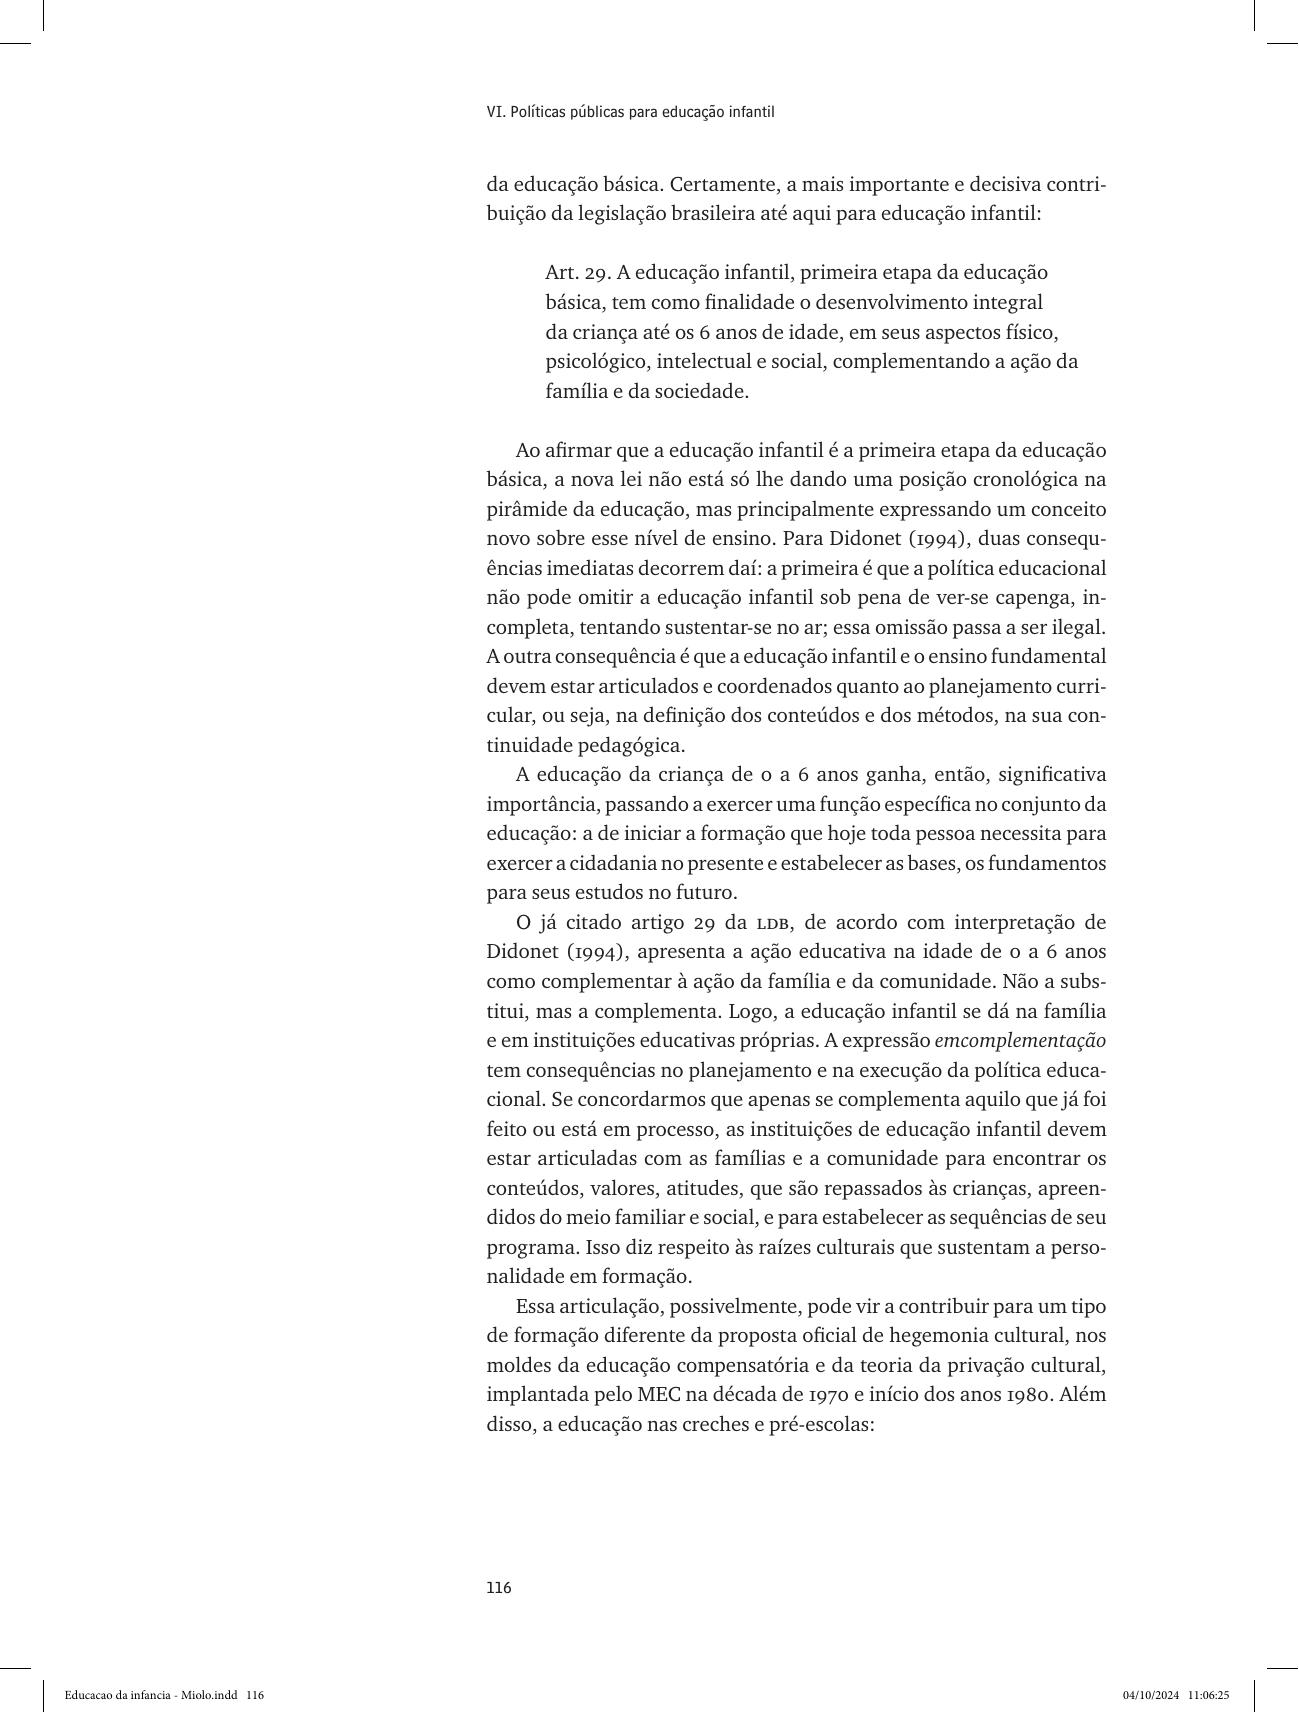 VI. Políticas públicas para educação infantil
da educação básica. Certamente, a mais importante e decisiva contri-
buição da legislação brasileira até aqui para educação infantil:
Art. 29. A educação infantil, primeira etapa da educação
básica, tem como finalidade o desenvolvimento integral
da criança até os 6 anos de idade, em seus aspectos físico,
psicológico, intelectual e social, complementando a ação da
família e da sociedade.
Ao afirmar que a educação infantil é a primeira etapa da educação
básica, a nova lei não está só lhe dando uma posição cronológica na
pirâmide da educação, mas principalmente expressando um conceito
novo sobre esse nível de ensino. Para Didonet (1994), duas consequ-
ências imediatas decorrem daí: a primeira é que a política educacional
não pode omitir a educação infantil sob pena de ver-se capenga, in-
completa, tentando sustentar-se no ar; essa omissão passa a ser ilegal.
A outra consequência é que a educação infantil e o ensino fundamental
devem estar articulados e coordenados quanto ao planejamento curri-
cular, ou seja, na definição dos conteúdos e dos métodos, na sua con-
tinuidade pedagógica.
A educação da criança de 0 a 6 anos ganha, então, significativa
importância, passando a exercer uma função específica no conjunto da
educação: a de iniciar a formação que hoje toda pessoa necessita para
exercer a cidadania no presente e estabelecer as bases, os fundamentos
para seus estudos no futuro.
O já citado artigo 29 da LDB, de acordo com interpretação de
Didonet (1994), apresenta a ação educativa na idade de 0 a 6 anos
como complementar à ação da família e da comunidade. Não a subs-
titui, mas a complementa. Logo, a educação infantil se dá na família
e em instituições educativas próprias. A expressão emcomplementação
tem consequências no planejamento e na execução da política educa-
cional. Se concordarmos que apenas se complementa aquilo que já foi
feito ou está em processo, as instituições de educação infantil devem
estar articuladas com as famílias e a comunidade para encontrar os
conteúdos, valores, atitudes, que são repassados às crianças, apreen-
didos do meio familiar e social, e para estabelecer as sequências de seu
programa. Isso diz respeito às raízes culturais que sustentam a perso-
nalidade em formação.
Essa articulação, possivelmente, pode vir a contribuir para um tipo
de formação diferente da proposta oficial de hegemonia cultural, nos
moldes da educação compensatória e da teoria da privação cultural,
implantada pelo MEC na década de 1970 e início dos anos 1980. Além
disso, a educação nas creches e pré-escolas:
116
Educacao da infancia - Miolo.indd 116
04/10/2024 11:06:25